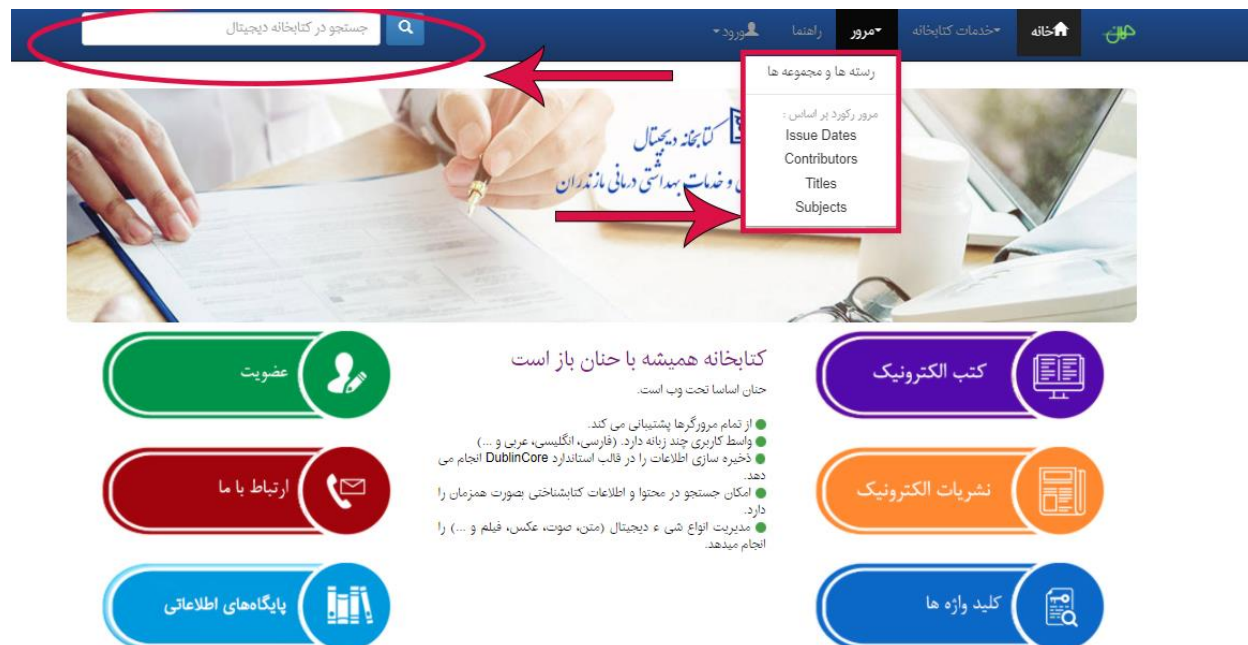 حنان
خانه
خدمات کتابخانه
مرور
راهنما
ورود
جستجو در کتابخانه دیجیتال
رسته ها و مجموعه ها
مرور رکورد بر اساس :
Issue Dates
Contributors
Titles
Subjects
کتابخانه دیجیتال
و خدمات بهداشتی درمانی مازندران
کتب الکترونیک
نشریات الکترونیک
کلید واژه ها
کتابخانه همیشه با حنان باز است
حنان اساسا تحت وب است.
از تمام مرورگرها پشتیبانی می کند.
واسط کاربری چند زبانه دارد. (فارسی، انگلیسی، عربی و ...)
ذخیره سازی اطلاعات را در قالب استاندارد DublinCore انجام می
دهد.
امکان جستجو در محتوا و اطلاعات کتابشناختی بصورت همزمان را
دارد.
مدیریت انواع شی ء دیجیتال (متن، صوت، عکس، فیلم و ...) را
انجام میدهد.
عضویت
ارتباط با ما
پایگاه‌های اطلاعاتی